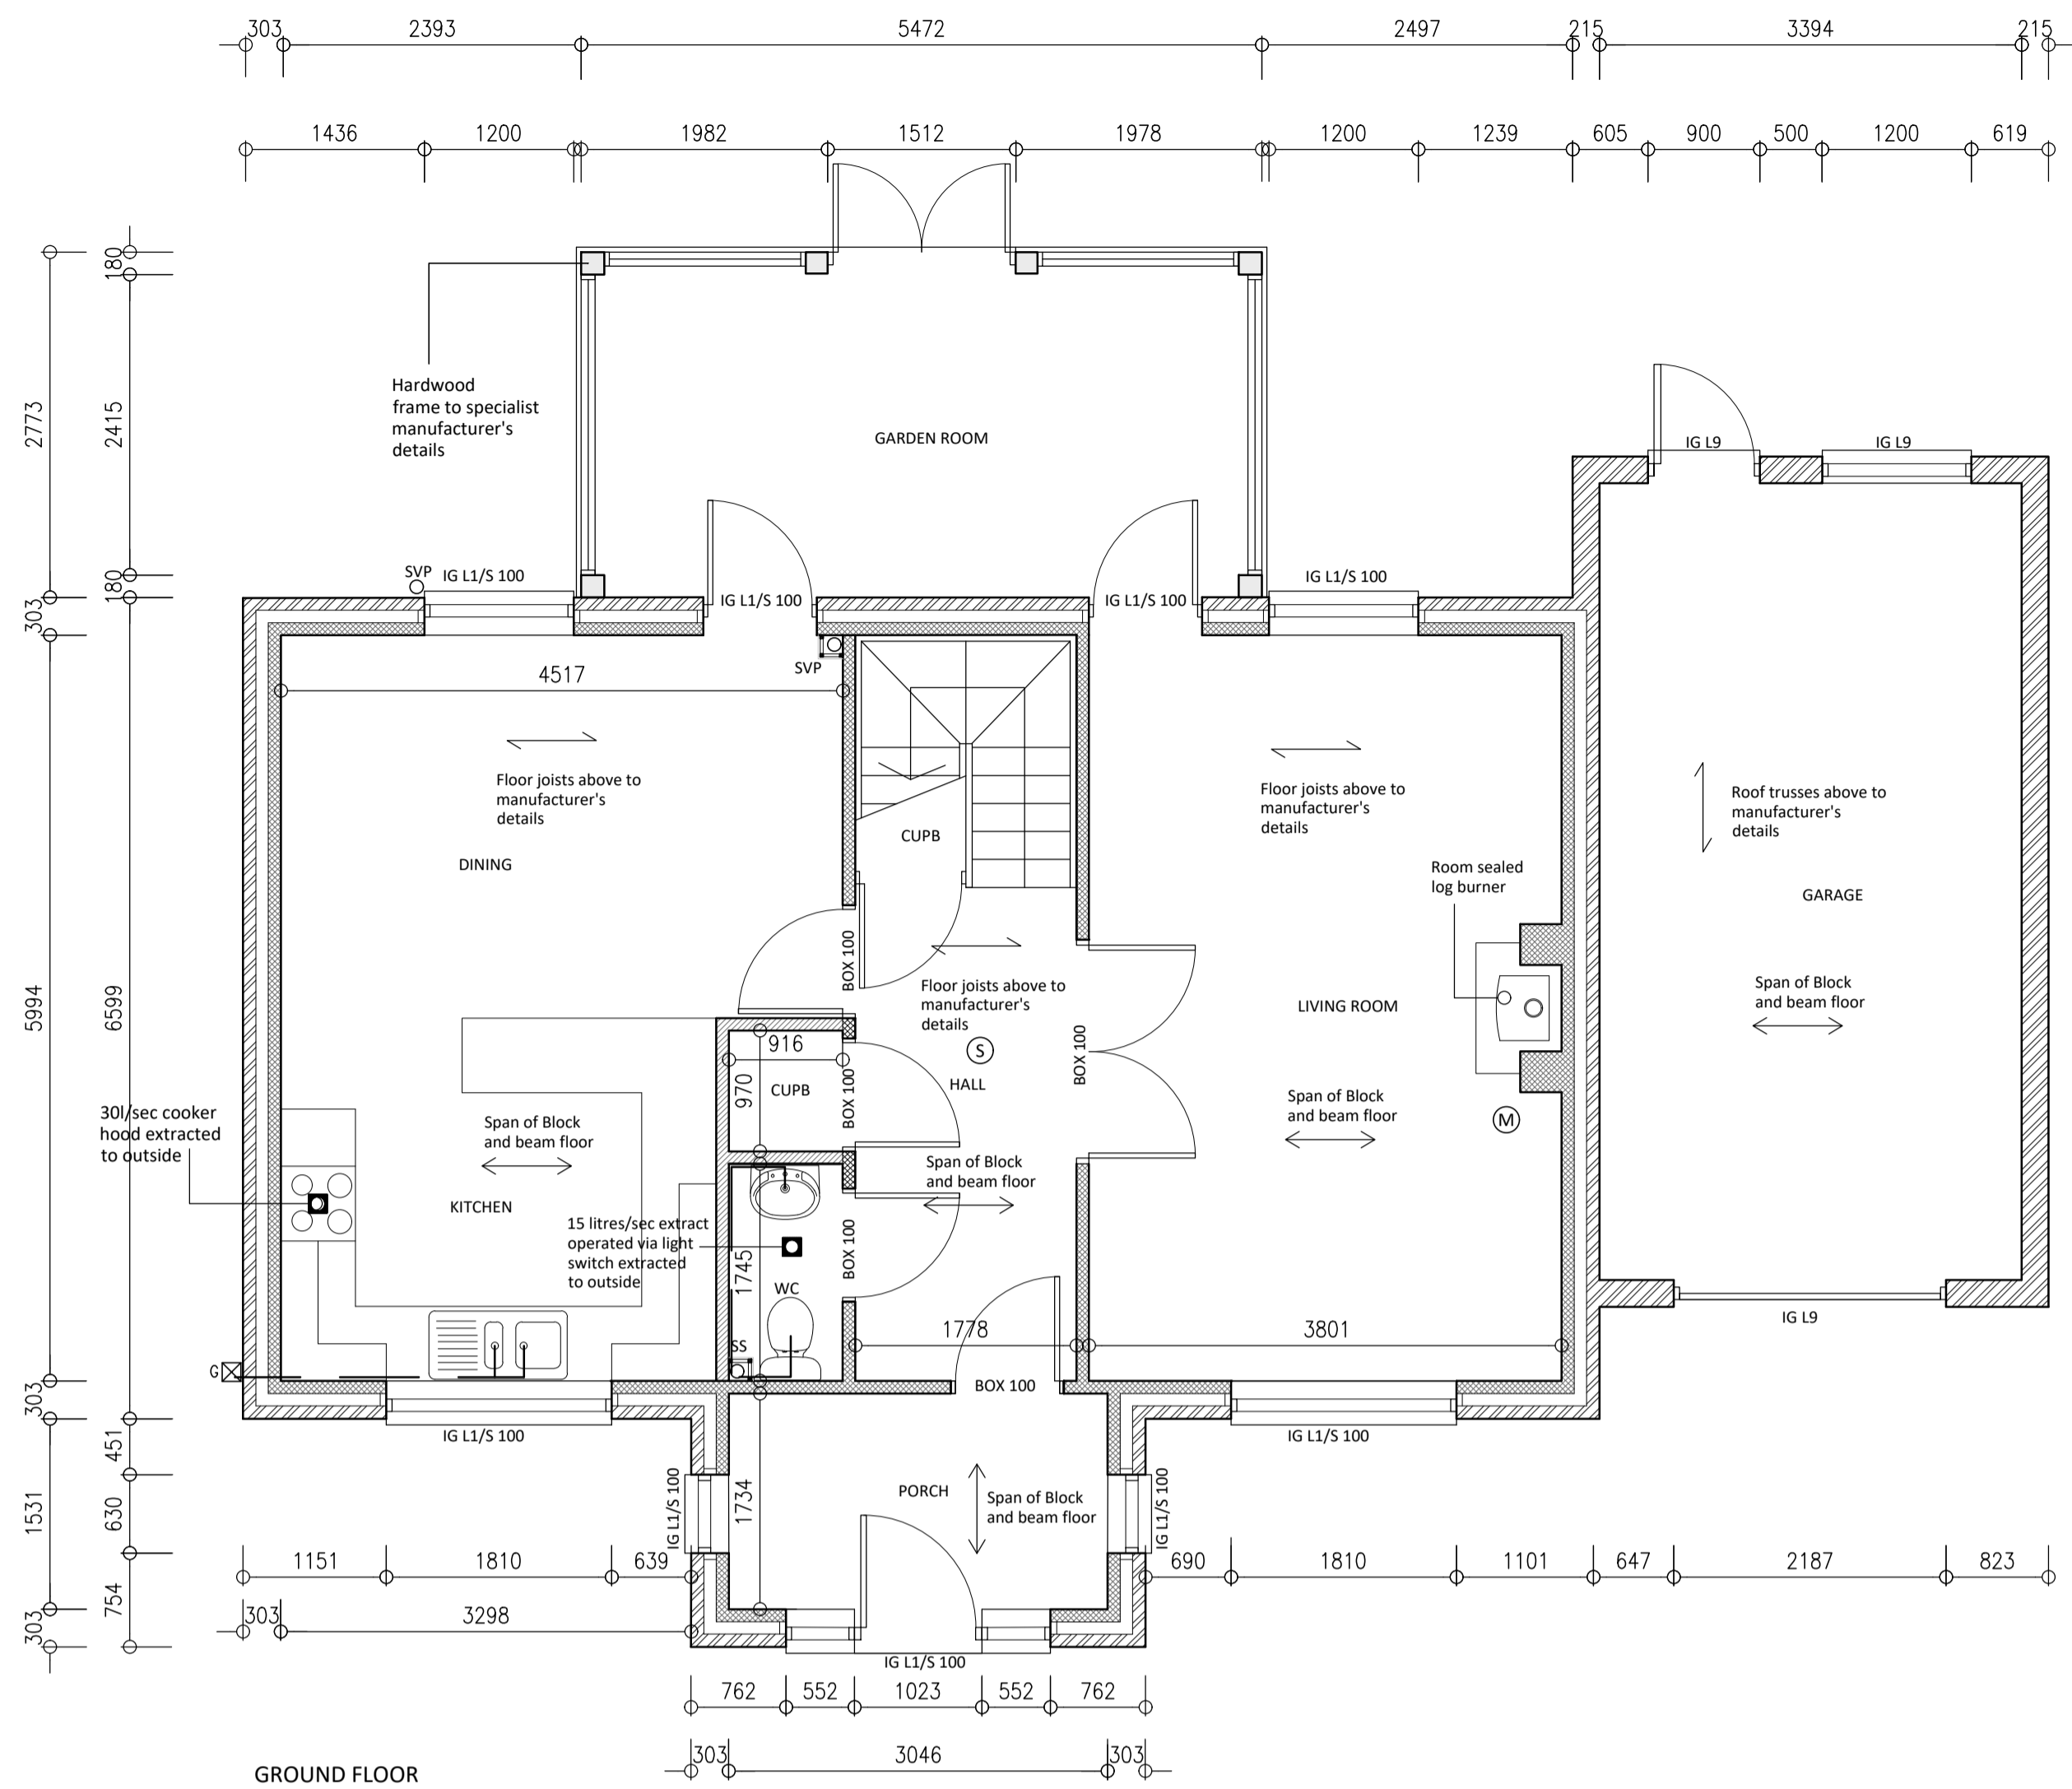 303 2393 5472 2497 215 3394 215
1436 1200 1982 1512 1978 1200 1239 605 900 500 1200 619
180
2773
2415
180
303
5994
6599
303
451
1531
630
754
303
Hardwood
frame to specialist
manufacturer's
details
GARDEN ROOM
IG L9
IG L9
SVP
IG L1/S 100
IG L1/S 100
IG L1/S 100
IG L1/S 100
SVP
4517
Floor joists above to
manufacturer's
details
DINING
CUPB
Floor joists above to
manufacturer's
details
Room sealed
log burner
Roof trusses above to
manufacturer's
details
GARAGE
Span of Block
and beam floor
BOX 100
Floor joists above to
manufacturer's
details
S
HALL
BOX 100
LIVING ROOM
Span of Block
and beam floor
M
916
970
CUPB
BOX 100
30l/sec cooker
hood extracted
to outside
Span of Block
and beam floor
KITCHEN
Span of Block
and beam floor
15 litres/sec extract
operated via light
switch extracted
to outside
1745
WC
BOX 100
SS
G
1778
3801
BOX 100
IG L9
IG L1/S 100
IG L1/S 100
IG L1/S 100
1734
PORCH
Span of Block
and beam floor
IG L1/S 100
1151 1810 639
690 1810 1101 647 2187 823
303 3298
IG L1/S 100
762 552 1023 552 762
303 3046 303
GROUND FLOOR